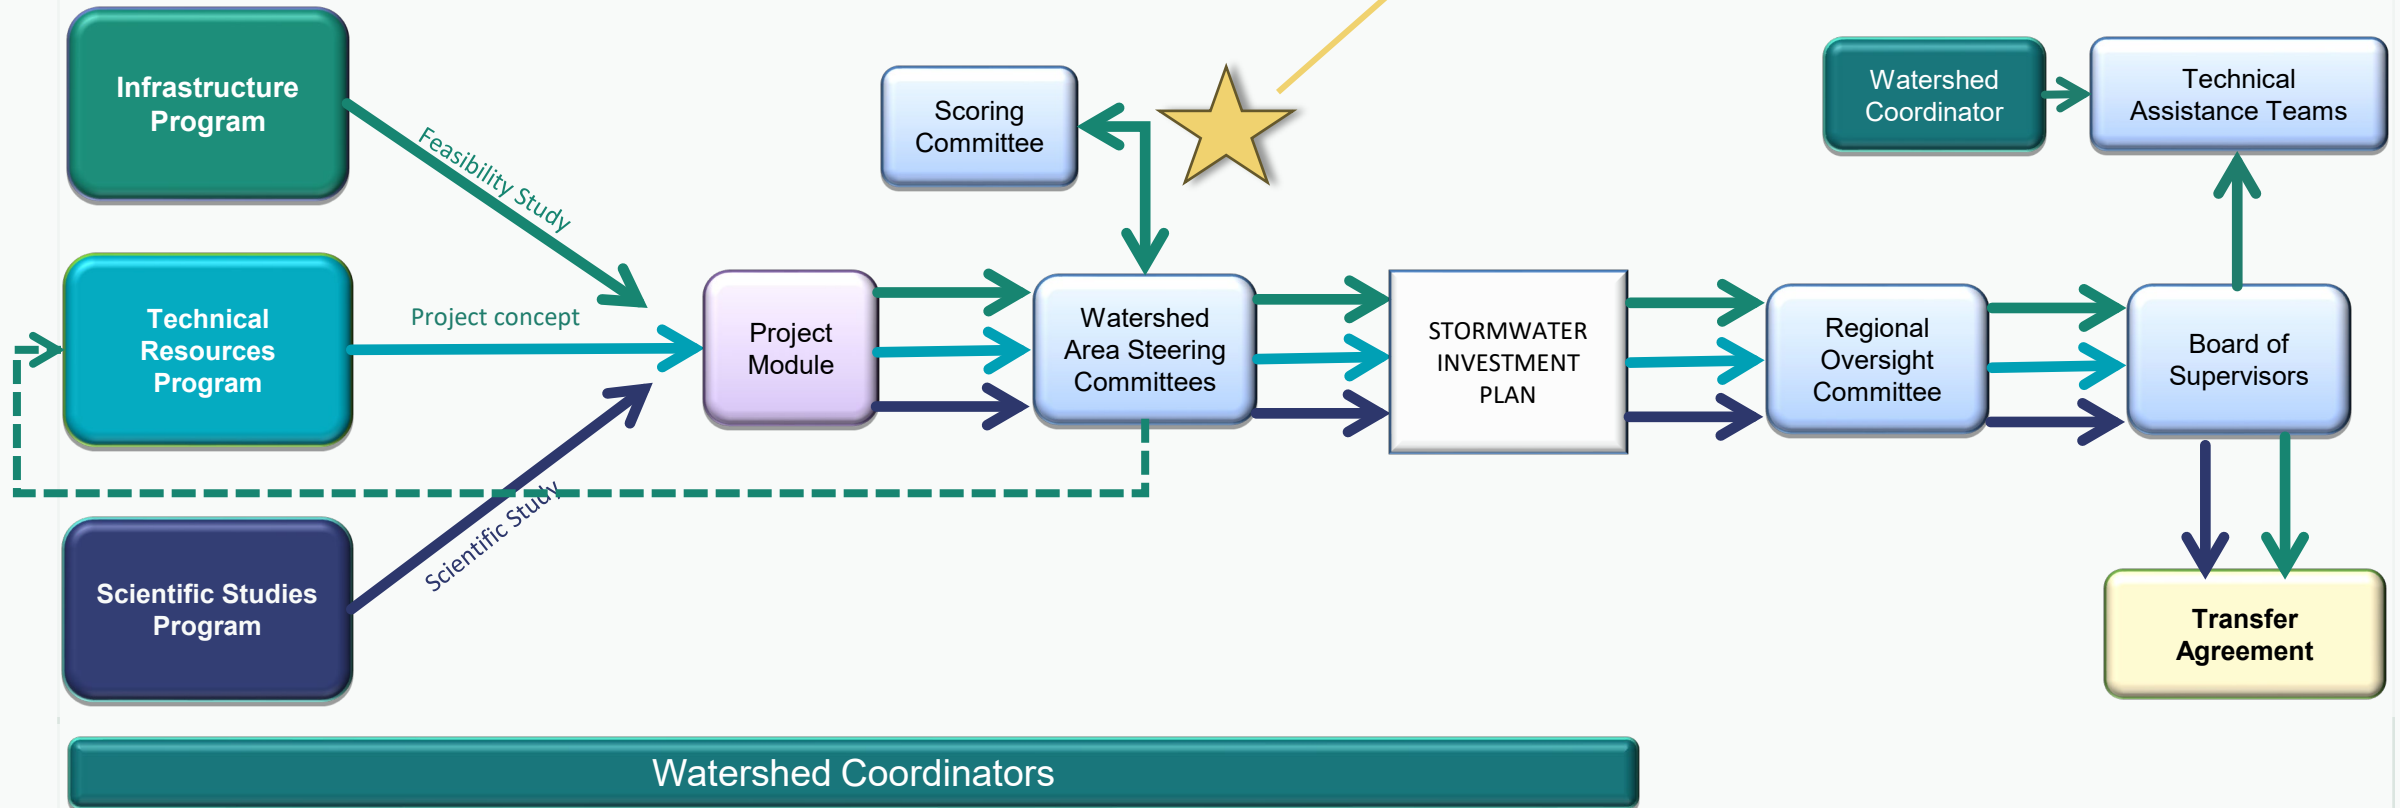 Infrastructure
Program
Feasibility Study
Scoring
Committee
Watershed
Coordinator
Technical
Assistance Teams
Technical
Resources
Program
Project concept
Project
Module
Watershed
Area Steering
Committees
STORMWATER
INVESTMENT
PLAN
Regional
Oversight
Committee
Board of
Supervisors
Scientific Studies
Program
Scientific Study
Transfer
Agreement
Watershed Coordinators